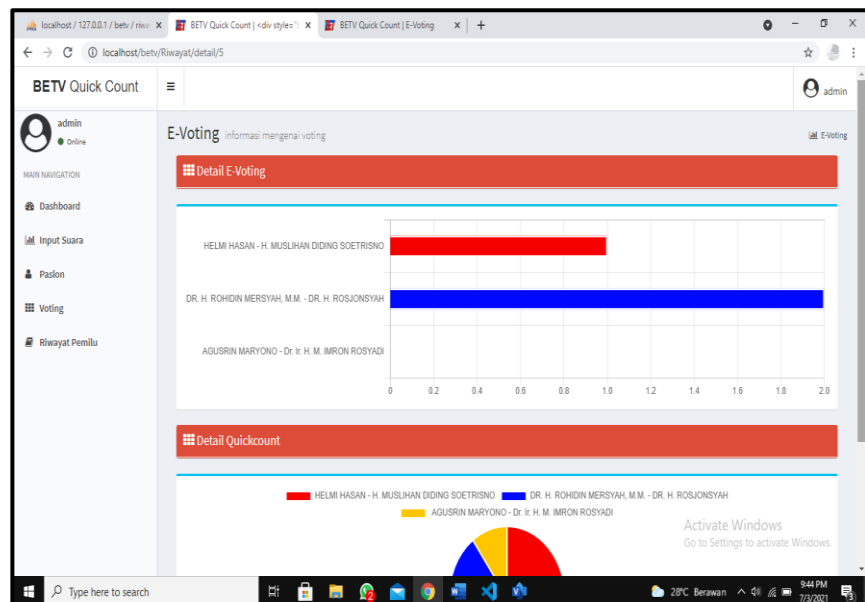 localhost / 127.0.0.1 / betv / riwa
BETV Quick Count | <div style="
BETV Quick Count | E-Voting
localhost/betv/Riwayat/detail/5
BETV Quick Count
admin
admin
Online
E-Voting informasi mengenai voting
E-Voting
MAIN NAVIGATION
Dashboard
Input Suara
Paslon
Voting
Riwayat Pemilu
Detail E-Voting
HELMI HASAN - H. MUSLIHAN DIDING SOETRISNO
DR. H. ROHIDIN MERSYAH, M.M. - DR. H. ROSJONSYAH
AGUSRIN MARYONO - Dr. Ir. H. M. IMRON ROSYADI
0 0.2 0.4 0.6 0.8 1.0 1.2 1.4 1.6 1.8 2.0
Detail Quickcount
HELMI HASAN - H. MUSLIHAN DIDING SOETRISNO DR. H. ROHIDIN MERSYAH, M.M. - DR. H. ROSJONSYAH
AGUSRIN MARYONO - Dr. Ir. H. M. IMRON ROSYADI
Activate Windows
Go to Settings to activate Windows.
Type here to search
2
28°C Berawan
9:44 PM
7/3/2021
3